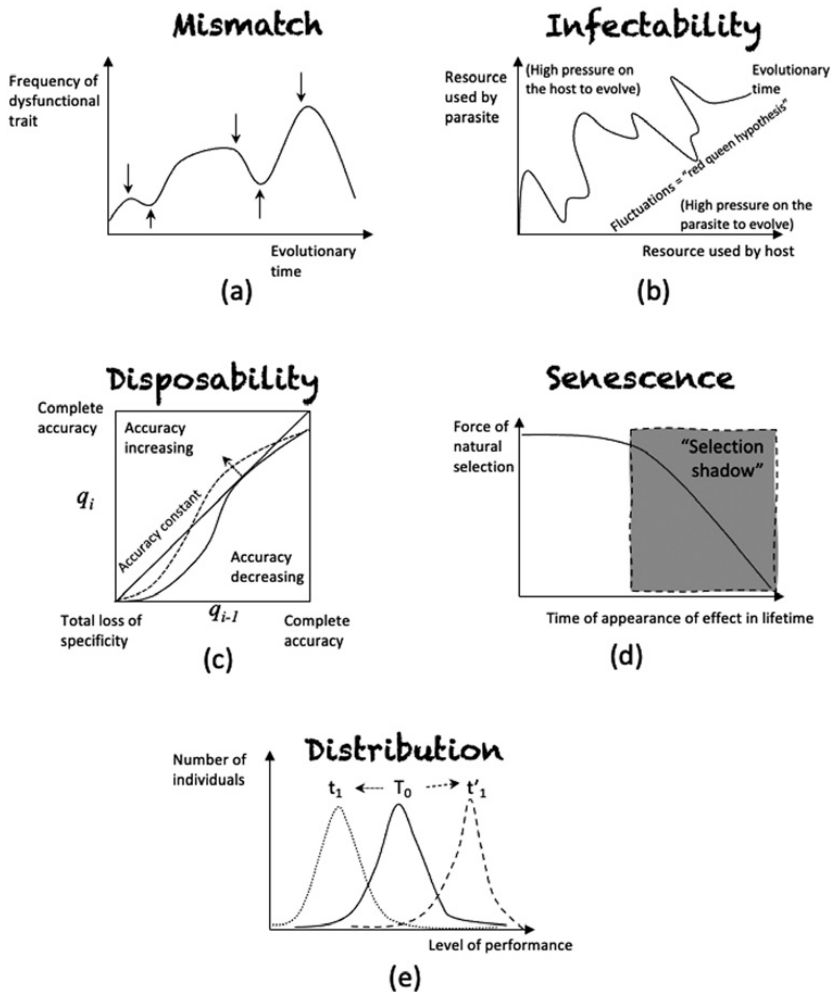 Mismatch
Frequency of
dysfunctional
trait
Evolutionary
time
(a)
Infectability
Resource
used by
parasite
(High pressure on
the host to evolve)
Evolutionary
time
Fluctuations = "red queen hypothesis"
(High pressure on the
parasite to evolve)
Resource used by host
(b)
Disposability
Complete
accuracy
Accuracy
increasing
qi
Accuracy constant
Accuracy
decreasing
Total loss of
specificity
qi-1
Complete
accuracy
(c)
Senescence
Force of
natural
selection
"Selection
shadow"
Time of appearance of effect in lifetime
(d)
Distribution
Number of
individuals
t1 T0 t'1
Level of performance
(e)